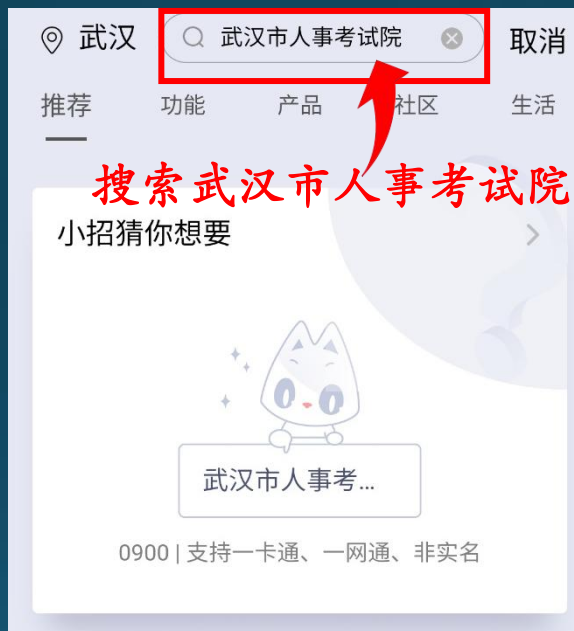 武汉 武汉市人事考试院 取消
推荐 功能 产品 社区 生活
搜索武汉市人事考试院
小招猜你想要
武汉市人事考...
0900 | 支持一卡通、一网通、非实名